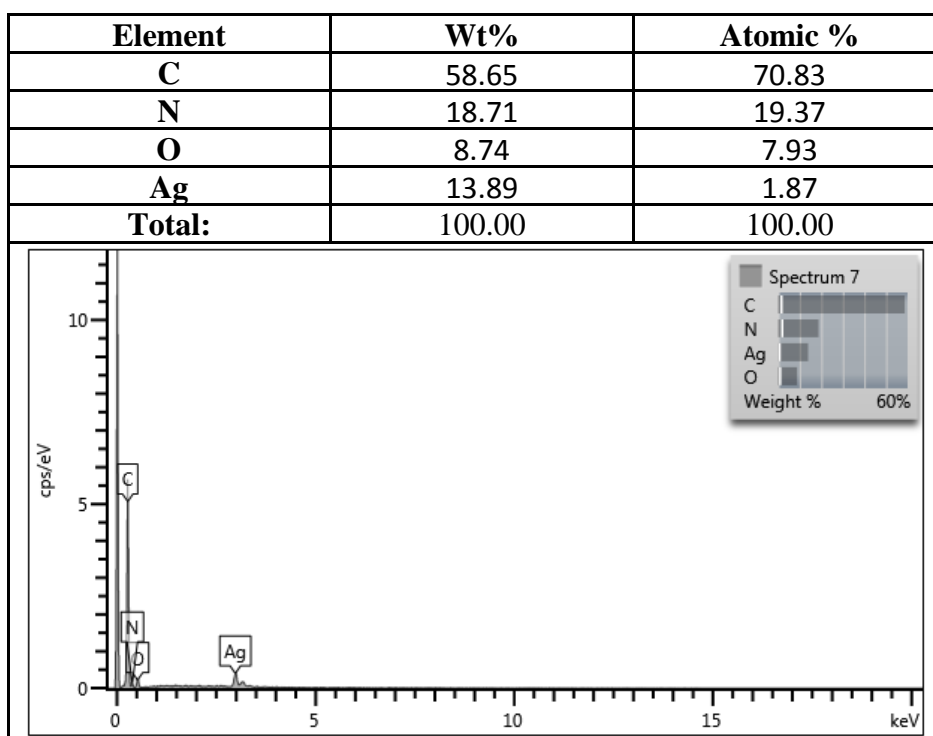 Element Wt% Atomic %
C 58.65 70.83
N 18.71 19.37
O 8.74 7.93
Ag 13.89 1.87
Total: 100.00 100.00
Spectrum 7
C
N
Ag
O
Weight % 60%
cps/eV
10
5
0
C
N
O
Ag
0 5 10 15 keV